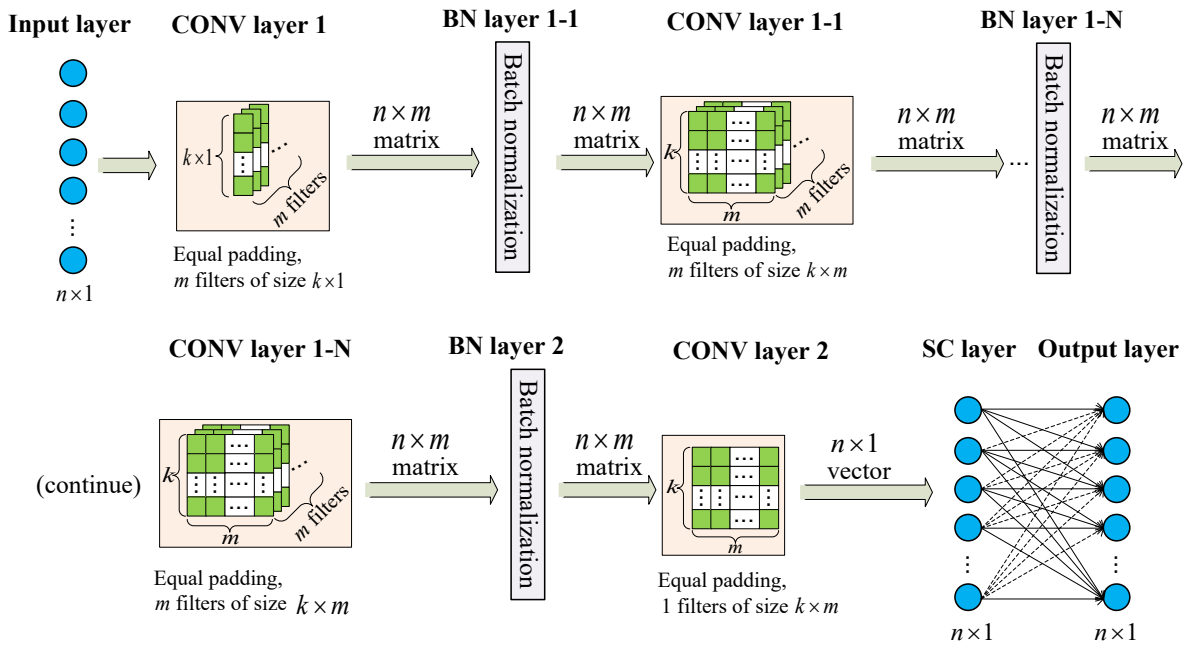 Input layer
CONV layer 1
BN layer 1-1
CONV layer 1-1
BN layer 1-N
k×1
m filters
Equal padding,
m filters of size k×1
n×1
n×m
matrix
Batch normalization
n×m
matrix
k
m
m filters
Equal padding,
m filters of size k×m
n×m
matrix
...
Batch normalization
n×m
matrix
CONV layer 1-N
BN layer 2
CONV layer 2
SC layer
Output layer
(continue)
k
m
m filters
Equal padding,
m filters of size k×m
n×m
matrix
Batch normalization
n×m
matrix
k
m
Equal padding,
1 filters of size k×m
n×1
vector
n×1
n×1